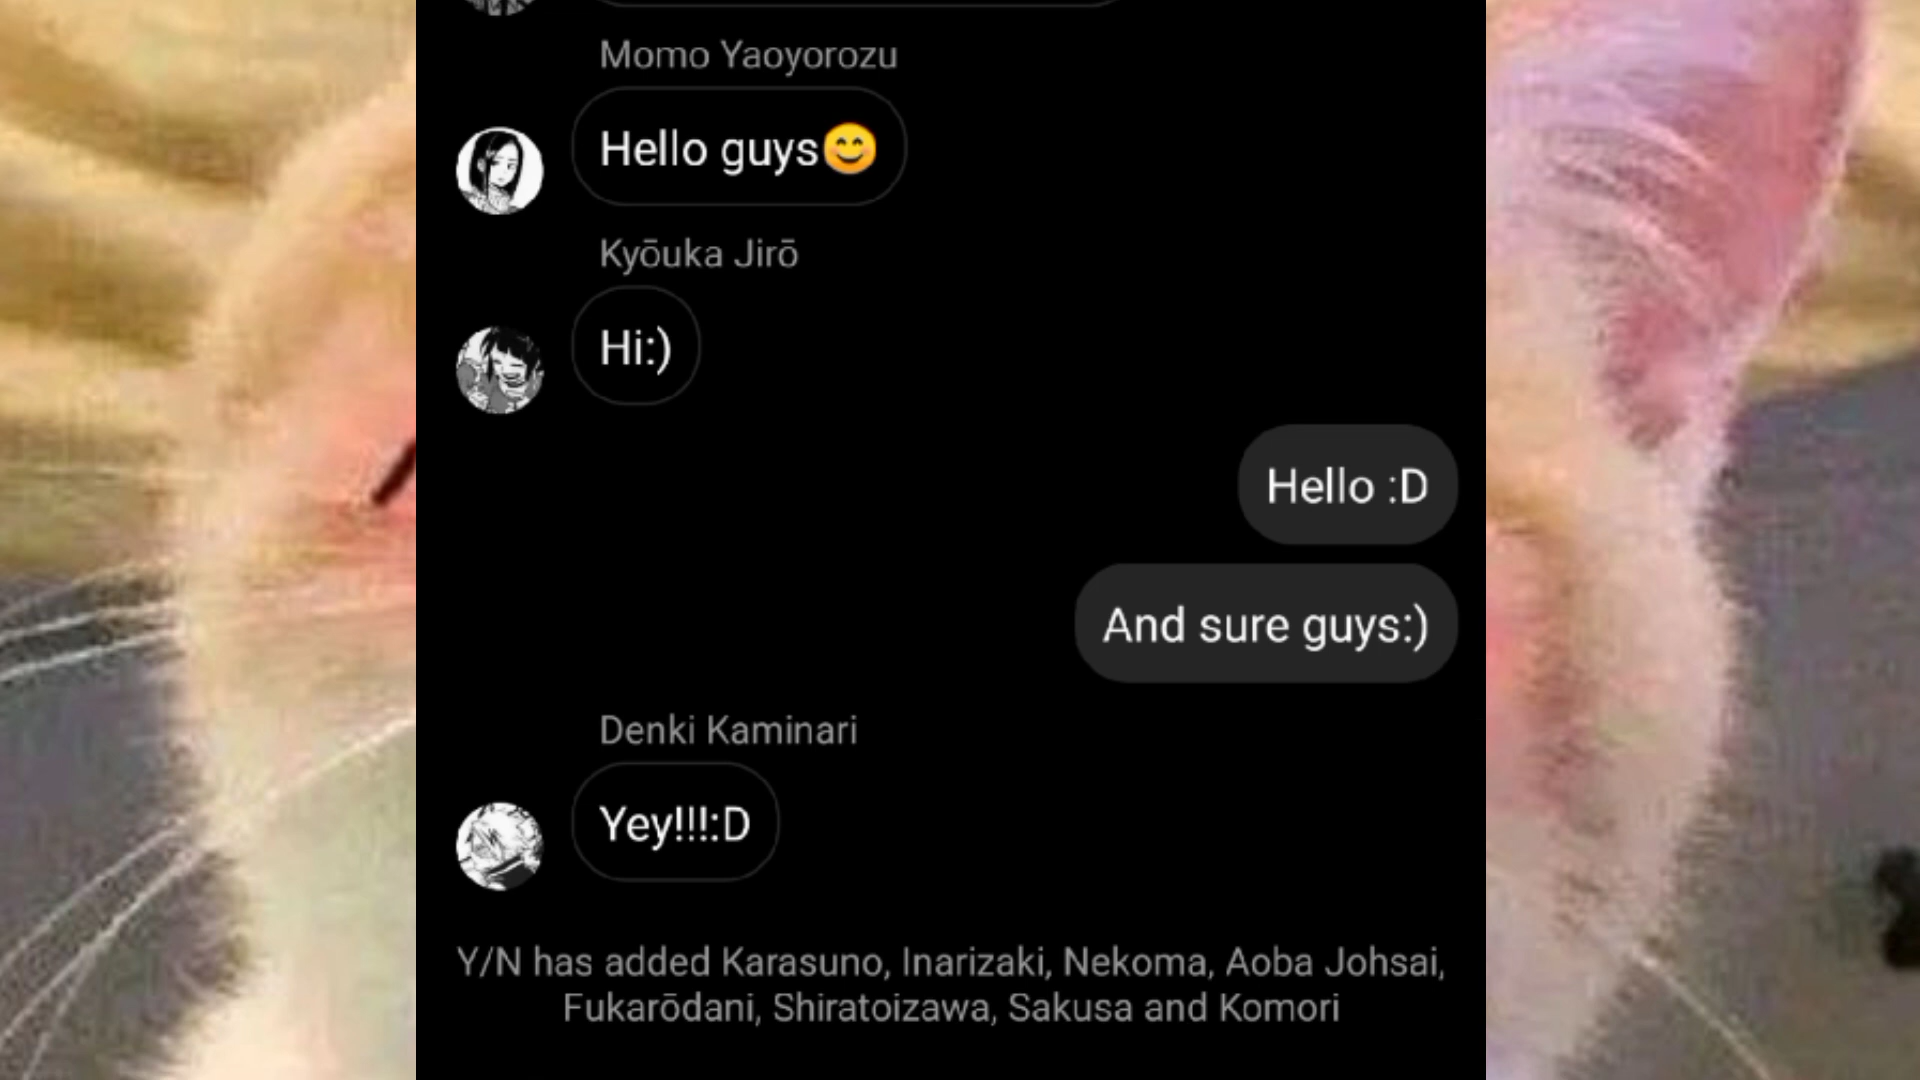 Momo Yaoyorozu
Hello guys😊
Kyōuka Jirō
Hi:)
Hello :D
And sure guys:)
Denki Kaminari
Yey!!!:D
Y/N has added Karasuno, Inarizaki, Nekoma, Aoba Johsai,
Fukarōdani, Shiratoizawa, Sakusa and Komori